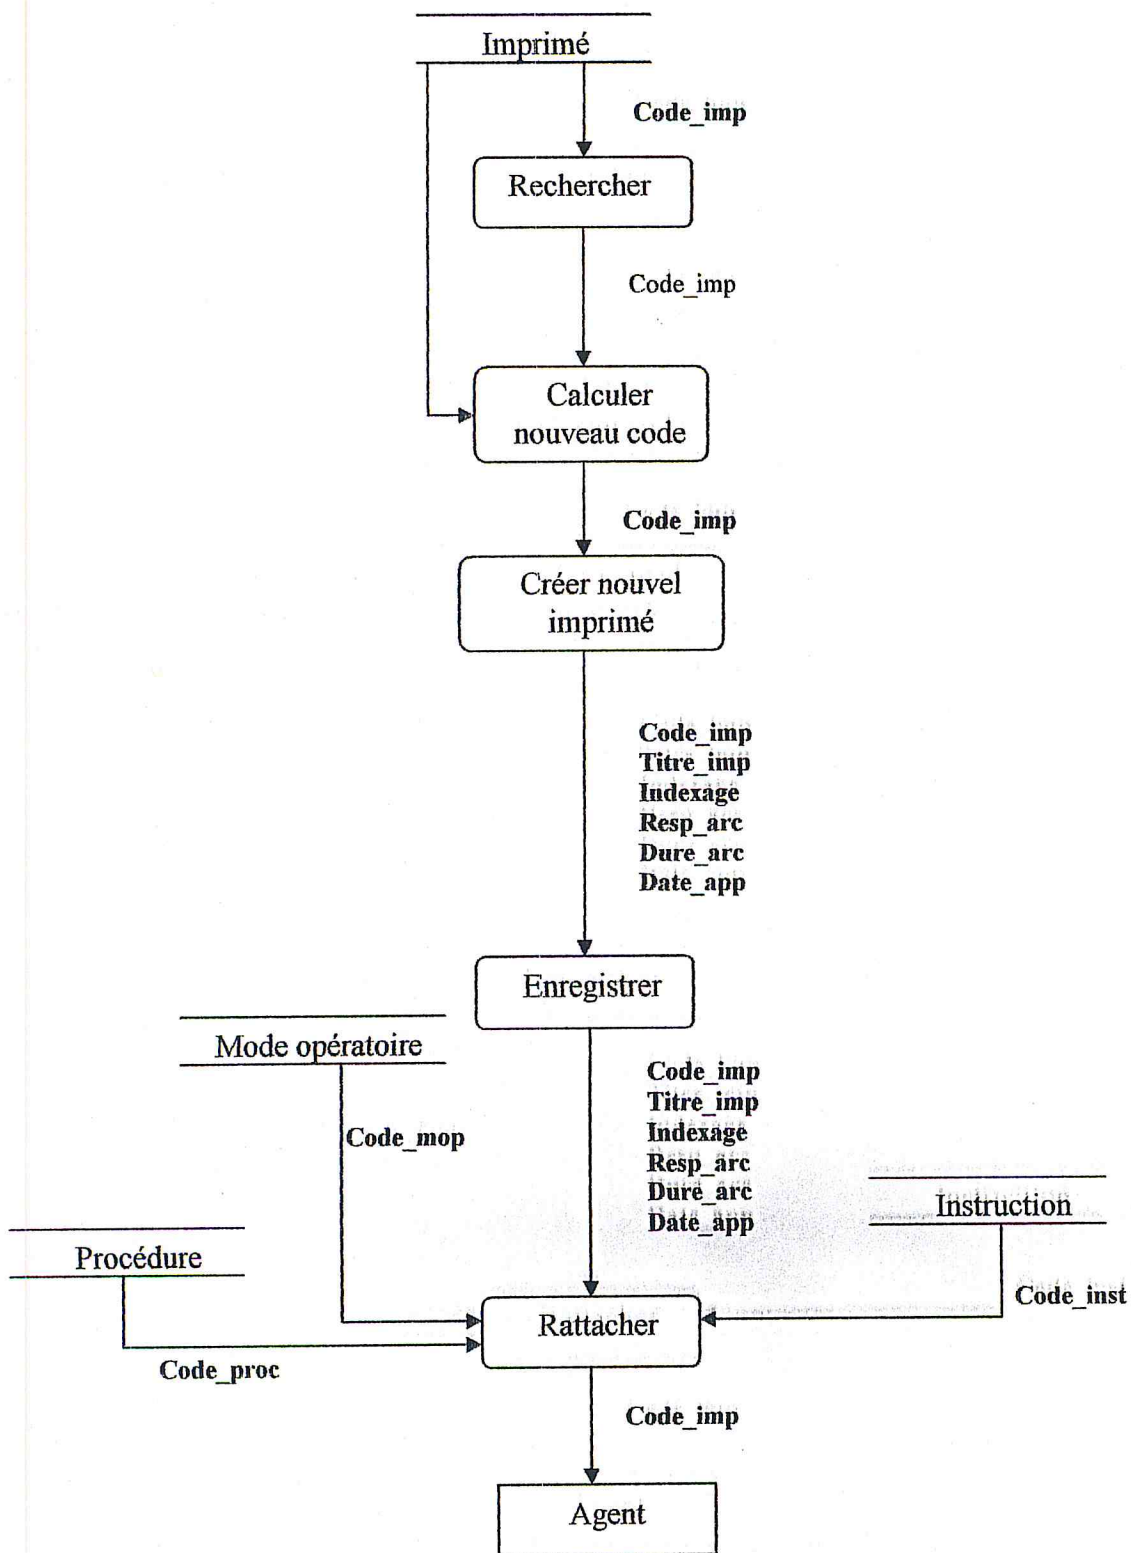 Imprimé
Code_imp
Rechercher
Code_imp
Calculer
nouveau code
Code_imp
Créer nouvel
imprimé
Code_imp
Titre_imp
Indexage
Resp_arc
Dure_arc
Date_app
Enregistrer
Mode opératoire
Code_imp
Titre_imp
Indexage
Resp_arc
Dure_arc
Date_app
Code_mop
Instruction
Procédure
Code_inst
Rattacher
Code_proc
Code_imp
Agent